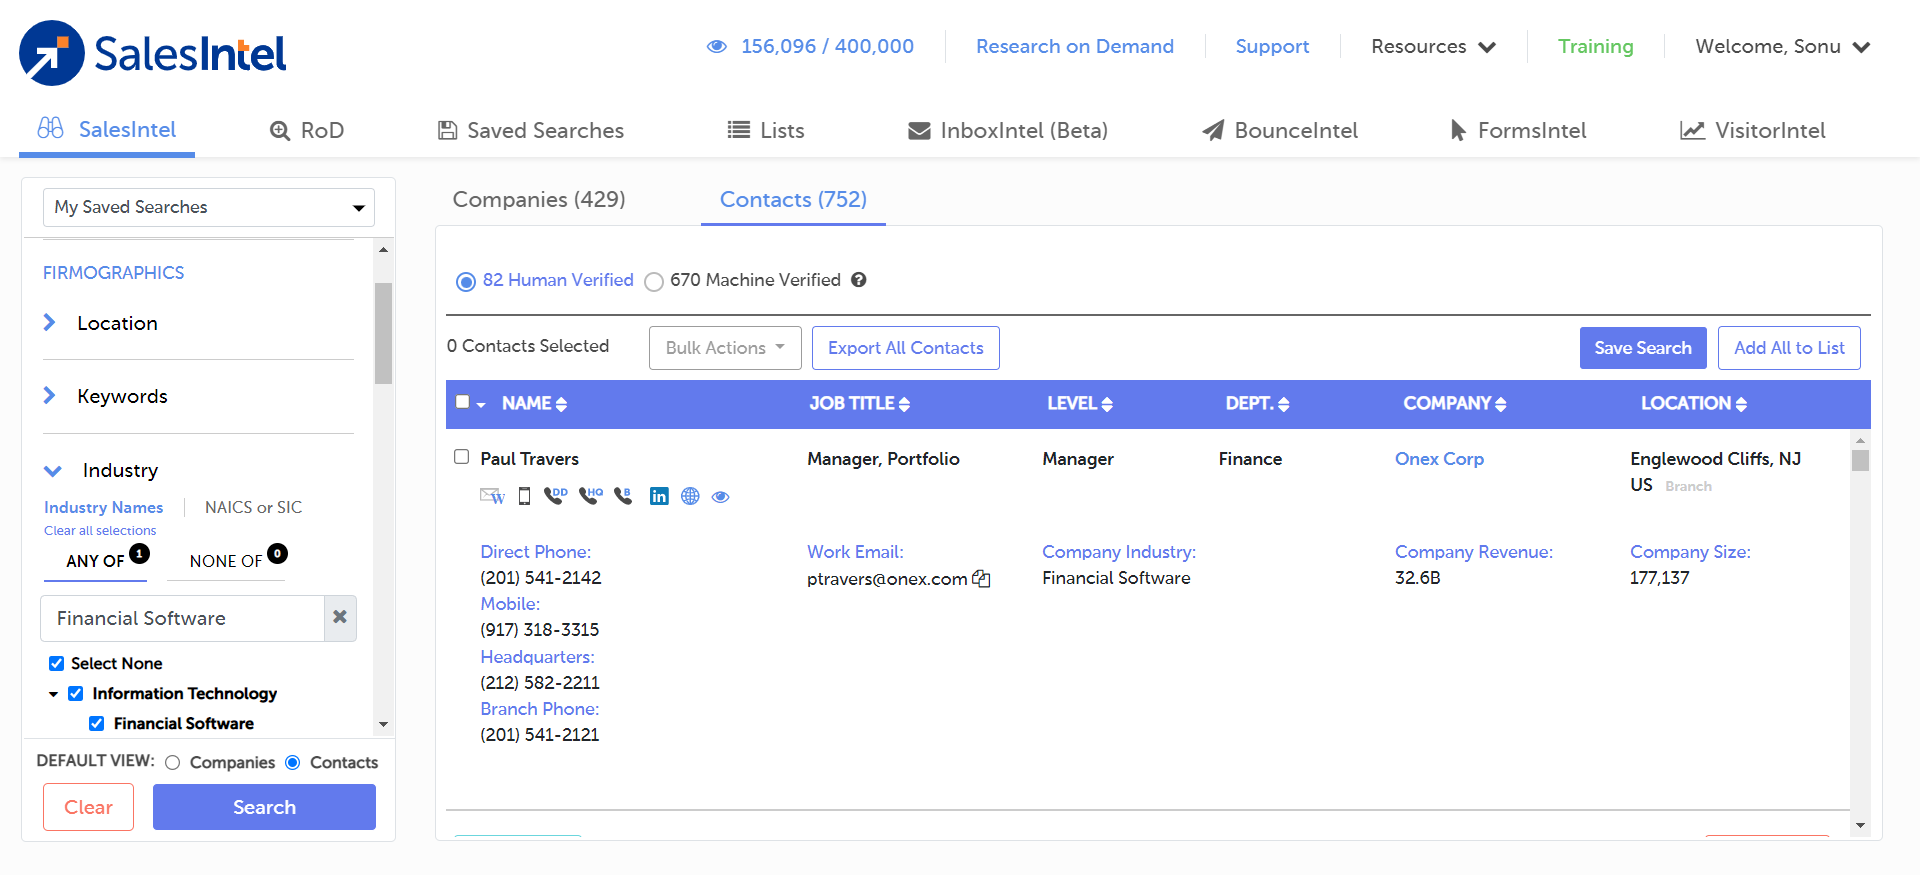 SalesIntel
156,096 / 400,000
Research on Demand
Support
Resources
Training
Welcome, Sonu
SalesIntel
RoD
Saved Searches
Lists
InboxIntel (Beta)
BounceIntel
FormsIntel
VisitorIntel
My Saved Searches
FIRMOGRAPHICS
Location
Keywords
Industry
Industry Names
NAICS or SIC
Clear all selections
ANY OF 1
NONE OF 0
Financial Software
Select None
Information Technology
Financial Software
DEFAULT VIEW: Companies Contacts
Clear
Search
Companies (429)
Contacts (752)
82 Human Verified
670 Machine Verified ?
0 Contacts Selected
Bulk Actions
Export All Contacts
Save Search
Add All to List
NAME
JOB TITLE
LEVEL
DEPT.
COMPANY
LOCATION
Paul Travers
Manager, Portfolio
Manager
Finance
Onex Corp
Englewood Cliffs, NJ
US Branch
W DD HQ B in
Direct Phone:
(201) 541-2142
Mobile:
(917) 318-3315
Headquarters:
(212) 582-2211
Branch Phone:
(201) 541-2121
Work Email:
ptravers@onex.com
Company Industry:
Financial Software
Company Revenue:
32.6B
Company Size:
177,137